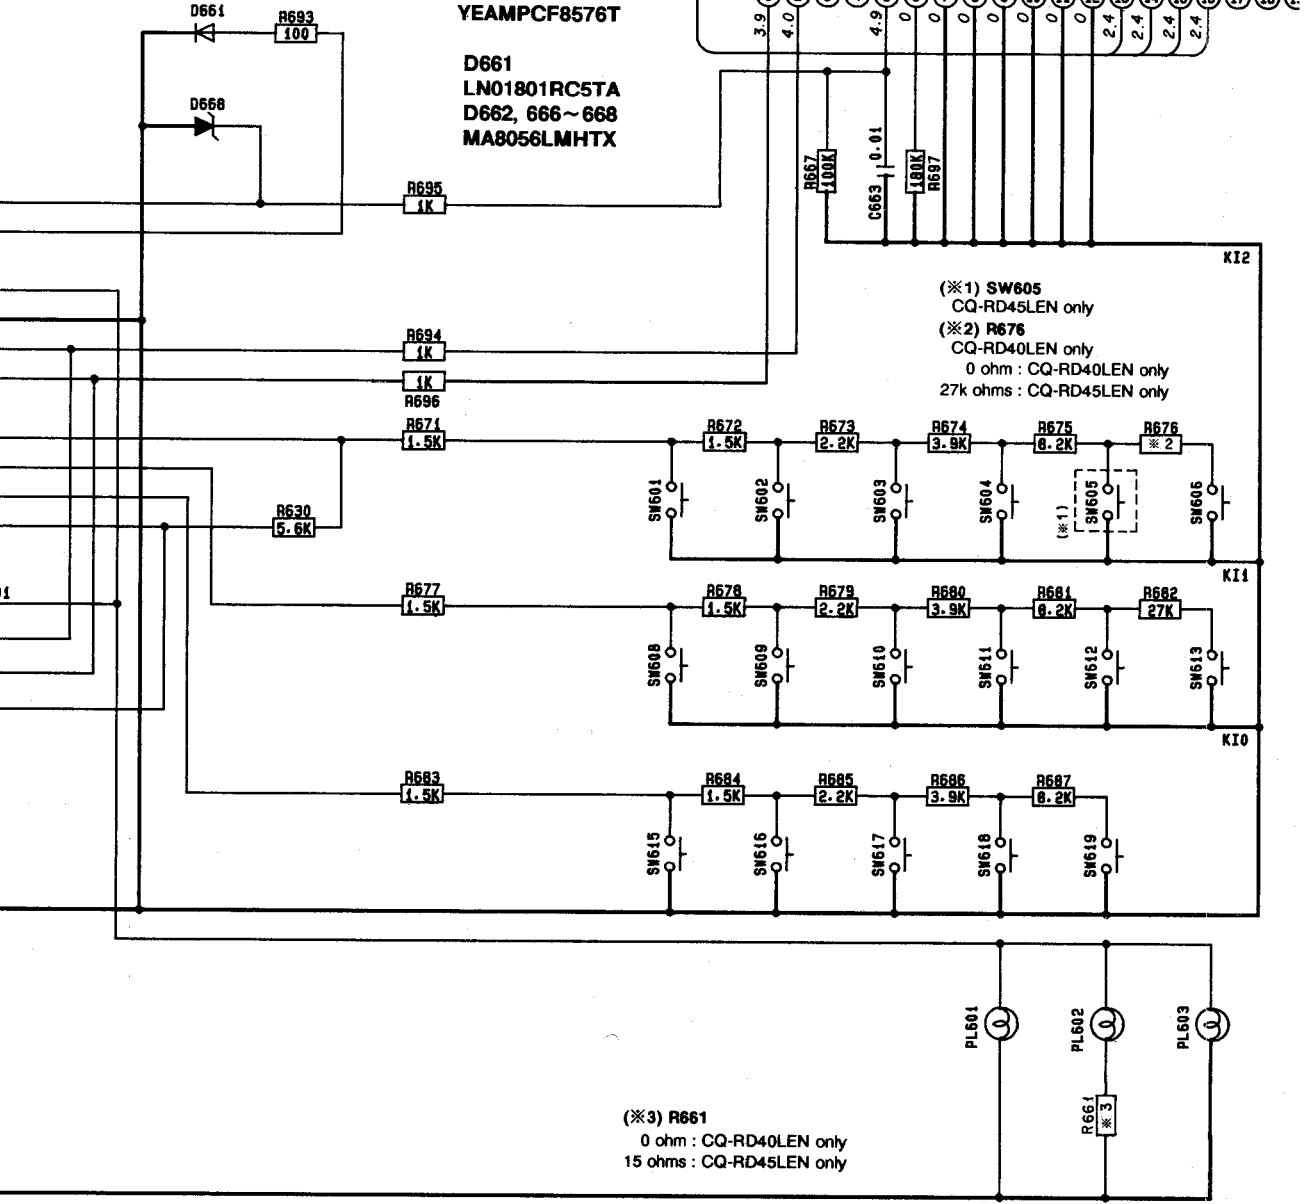 D661
R693
100
YEAMPCF8576T
D661
LN01801RC5TA
D662, 666~668
MA8056LMHTX
D668
3.9
4.0
4.9
0
0
0
0
0
0
0
2.4
2.4
2.4
2.4
R667
100K
C663 0.01
180K
R697
R695
1K
KI2
(※1) SW605
CQ-RD45LEN only
(※2) R676
CQ-RD40LEN only
0 ohm : CQ-RD40LEN only
27k ohms : CQ-RD45LEN only
R694
1K
1K
R696
R671
1.5K
R672
1.5K
R673
2.2K
R674
3.9K
R675
8.2K
R676
※2
SW601
SW602
SW603
SW604
(※1)
SW605
SW606
R630
5.6K
KI1
R677
1.5K
R678
1.5K
R679
2.2K
R680
3.9K
R681
8.2K
R682
27K
SW608
SW609
SW610
SW611
SW612
SW613
KI0
R683
1.5K
R684
1.5K
R685
2.2K
R686
3.9K
R687
8.2K
SW615
SW616
SW617
SW618
SW619
PL601
PL602
PL603
R661
※3
(※3) R661
0 ohm : CQ-RD40LEN only
15 ohms : CQ-RD45LEN only